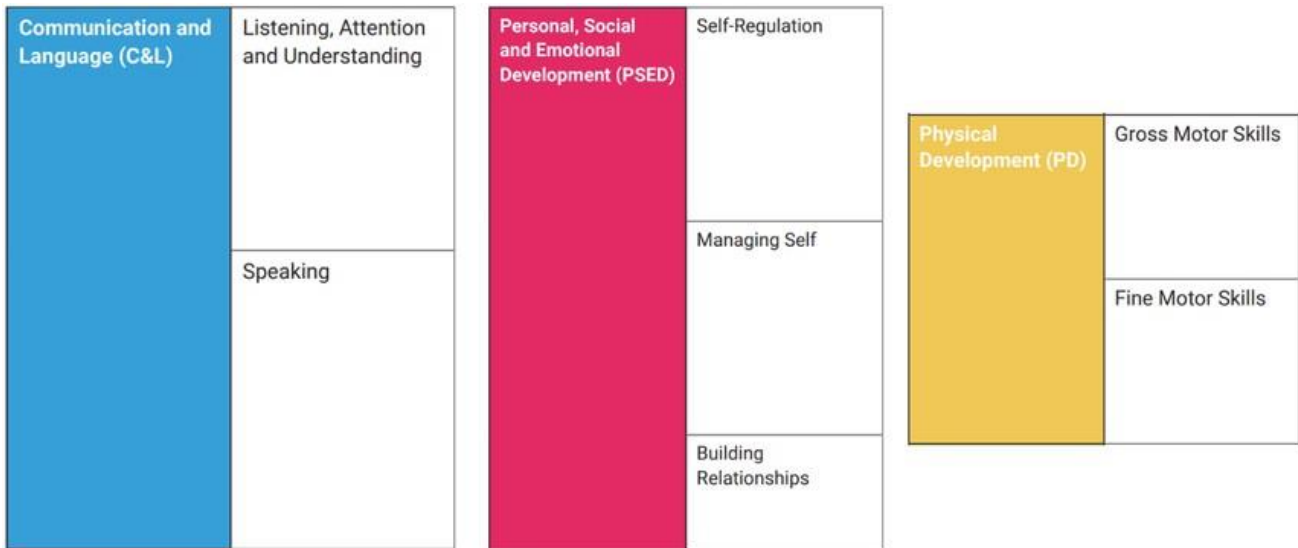 Communication and
Language (C&L)
Listening, Attention
and Understanding
Speaking
Personal, Social
and Emotional
Development (PSED)
Self-Regulation
Managing Self
Building
Relationships
Physical
Development (PD)
Gross Motor Skills
Fine Motor Skills